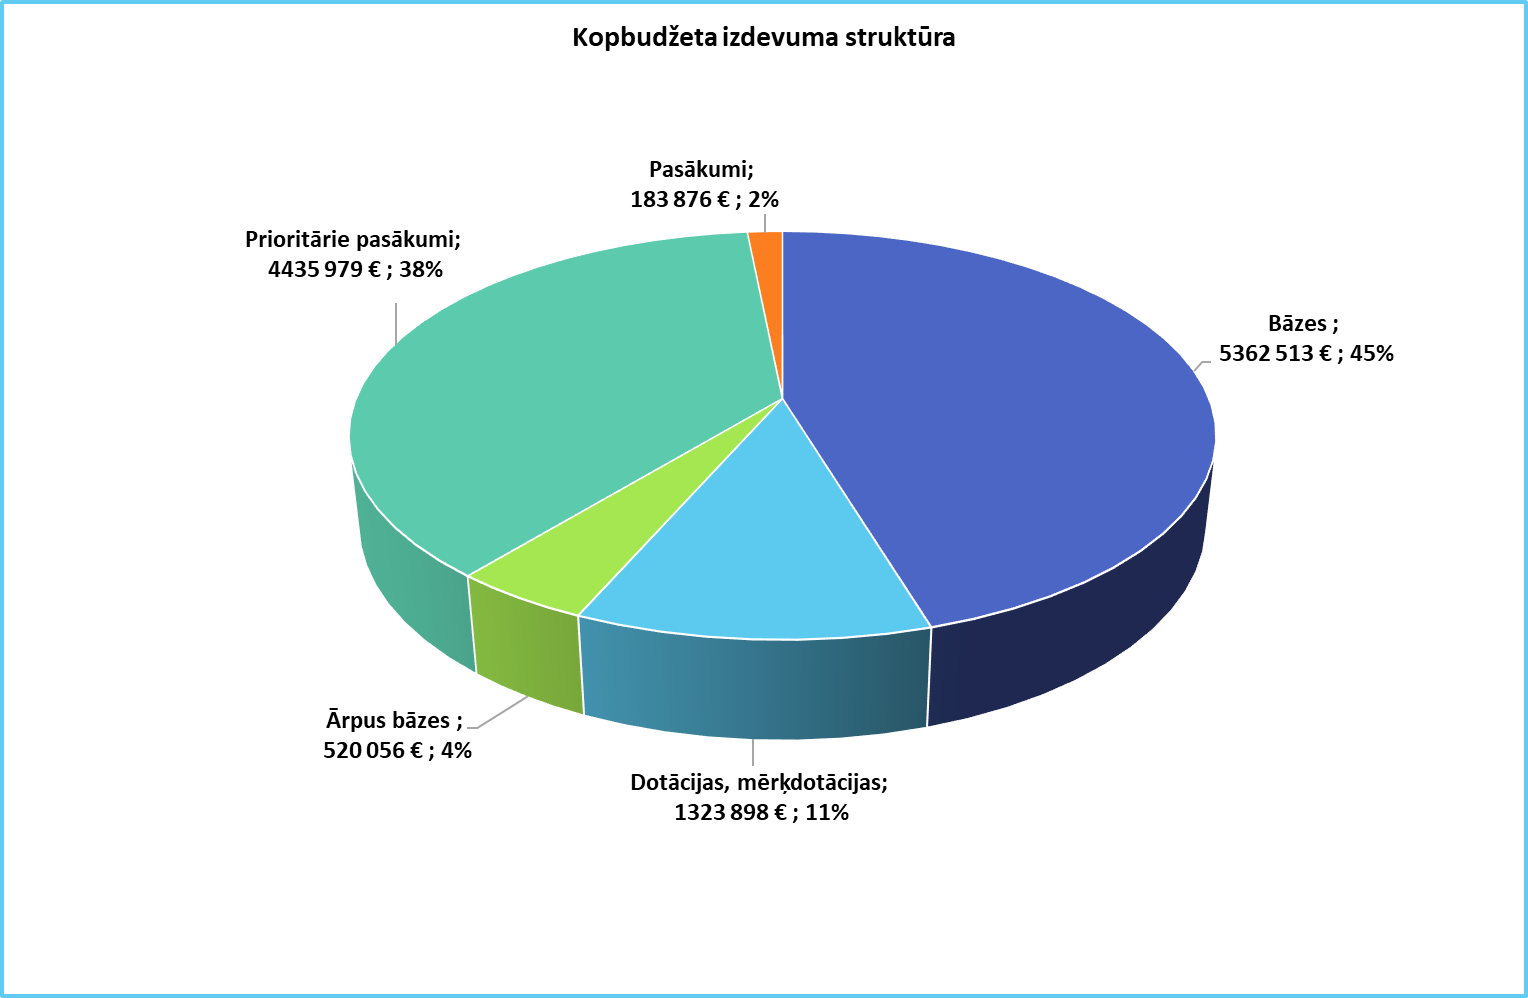 Kopbudžeta izdevuma struktūra
Pasākumi;
183 876 € ; 2%
Prioritārie pasākumi;
4435 979 € ; 38%
Bāzes ;
5362 513 € ; 45%
Ārpus bāzes ;
520 056 € ; 4%
Dotācijas, mērķdotācijas;
1323 898 € ; 11%